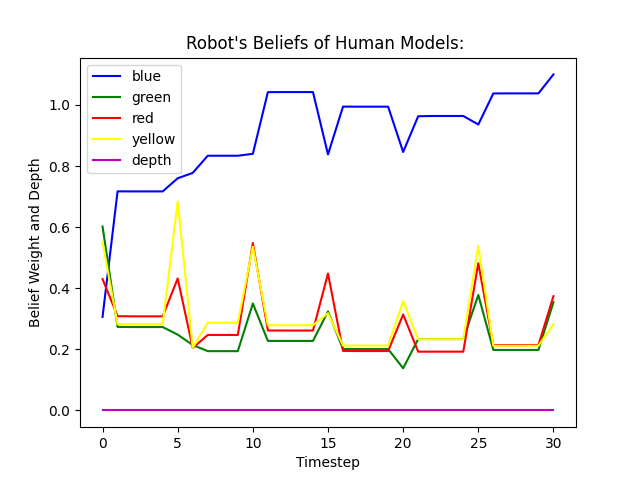 Robot's Beliefs of Human Models:
blue
green
red
yellow
depth
Belief Weight and Depth
1.0
0.8
0.6
0.4
0.2
0.0
0 5 10 15 20 25 30
Timestep